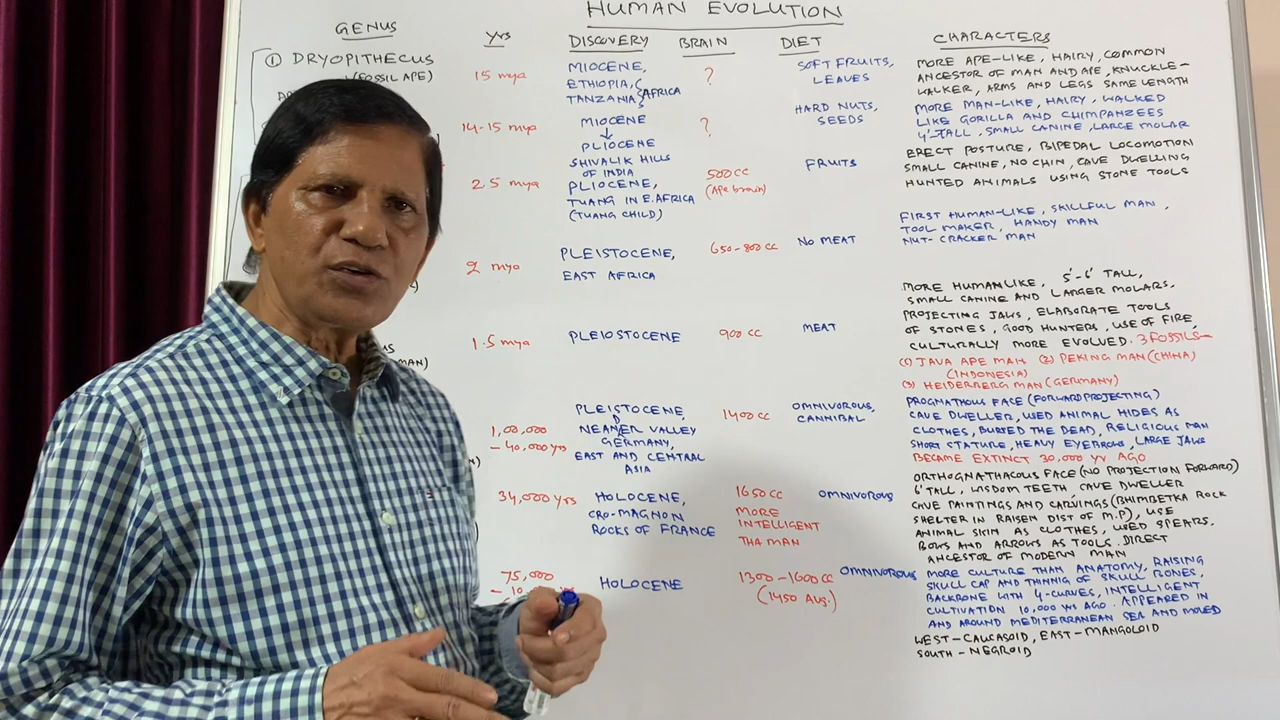 HUMAN EVOLUTION
GENUS
Yrs
DISCOVERY
BRAIN
DIET
CHARACTERS
① DRYOPITHECUS
(FOSSIL APE)
15 mya
MIOCENE,
ETHIOPIA,
TANZANIA
AFRICA
?
SOFT FRUITS,
LEAVES
MORE APE-LIKE, HAIRY, COMMON
ANCESTOR OF MAN AND APE, KNUCKLE-
WALKER, ARMS AND LEGS SAME LENGTH
14-15 mya
MIOCENE
↓
PLIOCENE
SHIVALIK HILLS
OF INDIA
?
HARD NUTS,
SEEDS
MORE MAN-LIKE, HAIRY, WALKED
LIKE GORILLA AND CHIMPANZEES
4'-TALL, SMALL CANINE, LARGE MOLAR
2.5 mya
PLIOCENE,
TUANG IN E.AFRICA
(TUANG CHILD)
500cc
(Ape brain)
FRUITS
ERECT POSTURE, BIPEDAL LOCOMOTION
SMALL CANINE, NO CHIN, CAVE DWELLING
HUNTED ANIMALS USING STONE TOOLS
2 mya
PLEISTOCENE,
EAST AFRICA
650-800cc
NO MEAT
FIRST HUMAN-LIKE, SKILLFUL MAN,
TOOL MAKER, HANDY MAN
NUT-CRACKER MAN
1.5 mya
PLEIOSTOCENE
900 cc
MEAT
MORE HUMANLIKE, 5'-6' TALL,
SMALL CANINE AND LARGER MOLARS,
PROJECTING JAWS, ELABORATE TOOLS
OF STONES, GOOD HUNTERS, USE OF FIRE,
CULTURALLY MORE EVOLVED. 3 FOSSILS-
(1) JAVA APE MAN (2) PEKING MAN (CHINA)
(INDONESIA)
(3) HEIDERRERG MAN (GERMANY)
MAN)
1,00,000
- 40,000 yrs
PLEISTOCENE,
NEANER VALLEY
GERMANY,
EAST AND CENTRAL
ASIA
1400 cc
OMNIVOROUS,
CANNIBAL
PROGNATHOUS FACE (FORWARD PROJECTING)
CAVE DWELLER, USED ANIMAL HIDES AS
CLOTHES, BURIED THE DEAD, RELIGIOUS MAN
SHORT STATURE, HEAVY EYEBROWS, LARGE JAWS
BECAME EXTINCT 30,000 yr AGO
34,000 yrs
HOLOCENE,
CRO-MAGNON
ROCKS OF FRANCE
1650 cc
MORE
INTELLIGENT
THA MAN
OMNIVOROUS
ORTHOGNATHACOUS FACE (NO PROJECTION FORWARD)
6' TALL, WISDOM TEETH CAVE DWELLER
CAVE PAINTINGS AND CARVINGS (BHIMBETKA ROCK
SHELTER IN RAISEN DIST OF M.P), USE
ANIMAL SKIN AS CLOTHES, USED SPEARS,
BOWS AND ARROWS AS TOOLS. DIRECT
ANCESTOR OF MODERN MAN
75,000
HOLOCENE
1300-1600cc
(1450 AVG.)
OMNIVOROUS
MORE CULTURE THAN ANATOMY, RAISING
SKULL CAP AND THINNIG OF SKULL BONES,
BACKBONE WITH 4-CURVES, INTELLIGENT
CULTIVATION 10,000 yrs AGO. APPEARED IN
AND AROUND MEDITERRANEAN SEA AND MOVED
WEST-CAUCASOID, EAST-MANGOLOID
SOUTH-NEGROID